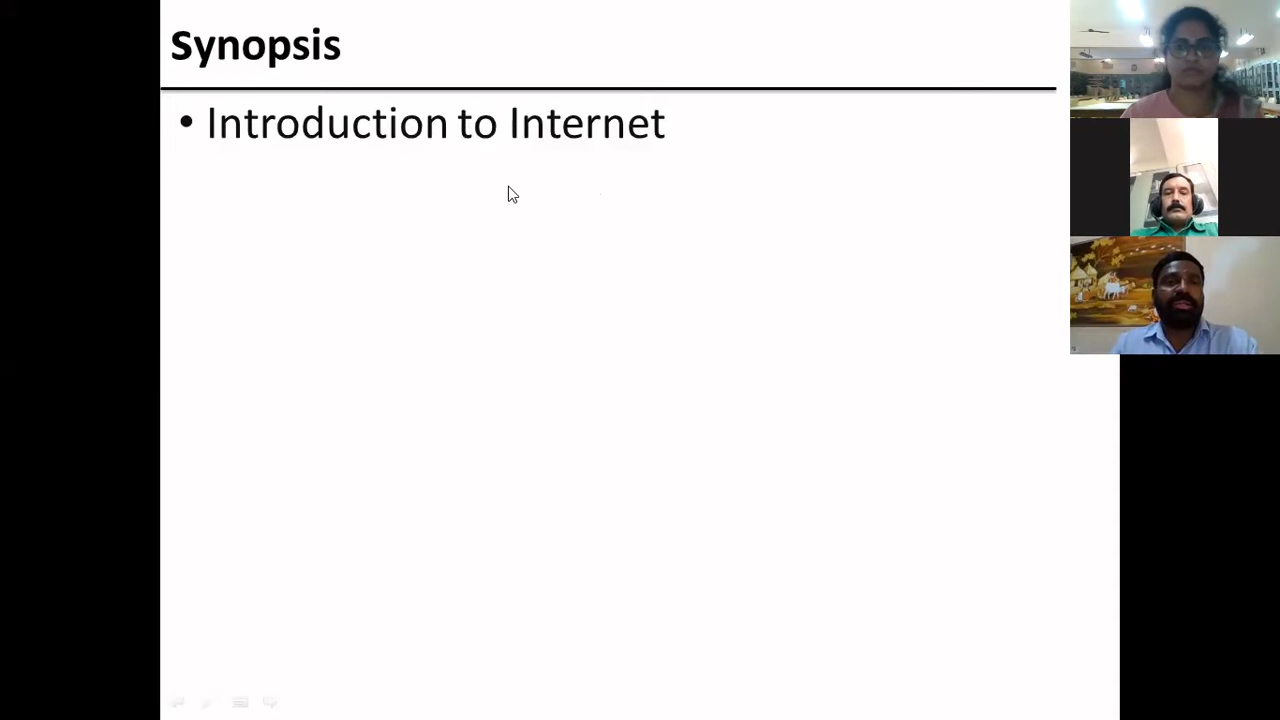 Synopsis
• Introduction to Internet